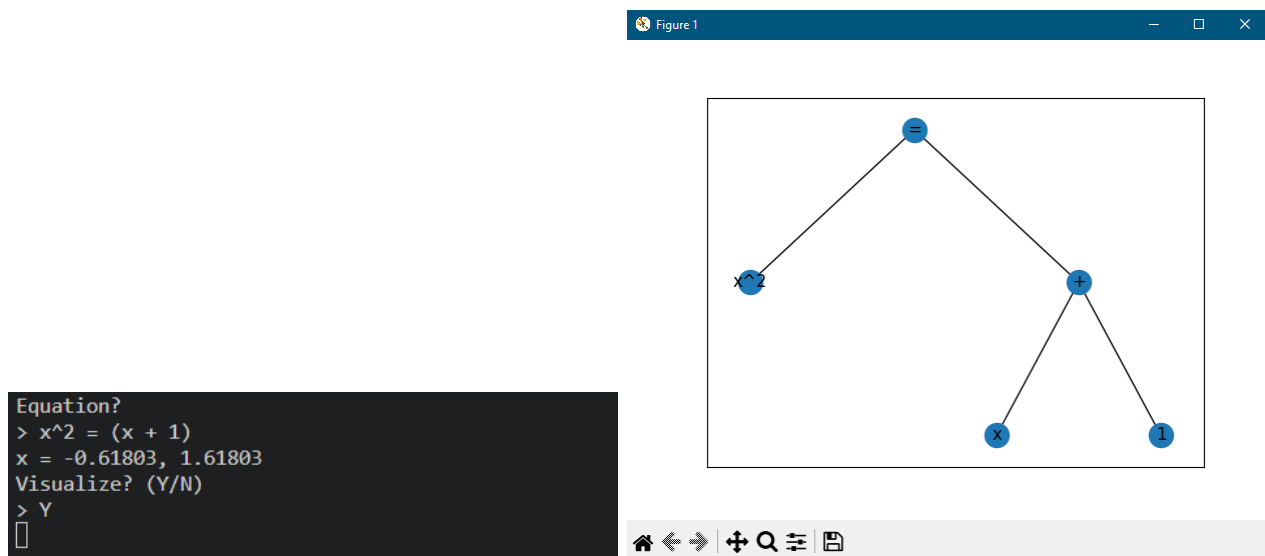 Equation?
> x^2 = (x + 1)
x = -0.61803, 1.61803
Visualize? (Y/N)
> Y
Figure 1
=
x^2
+
x
1